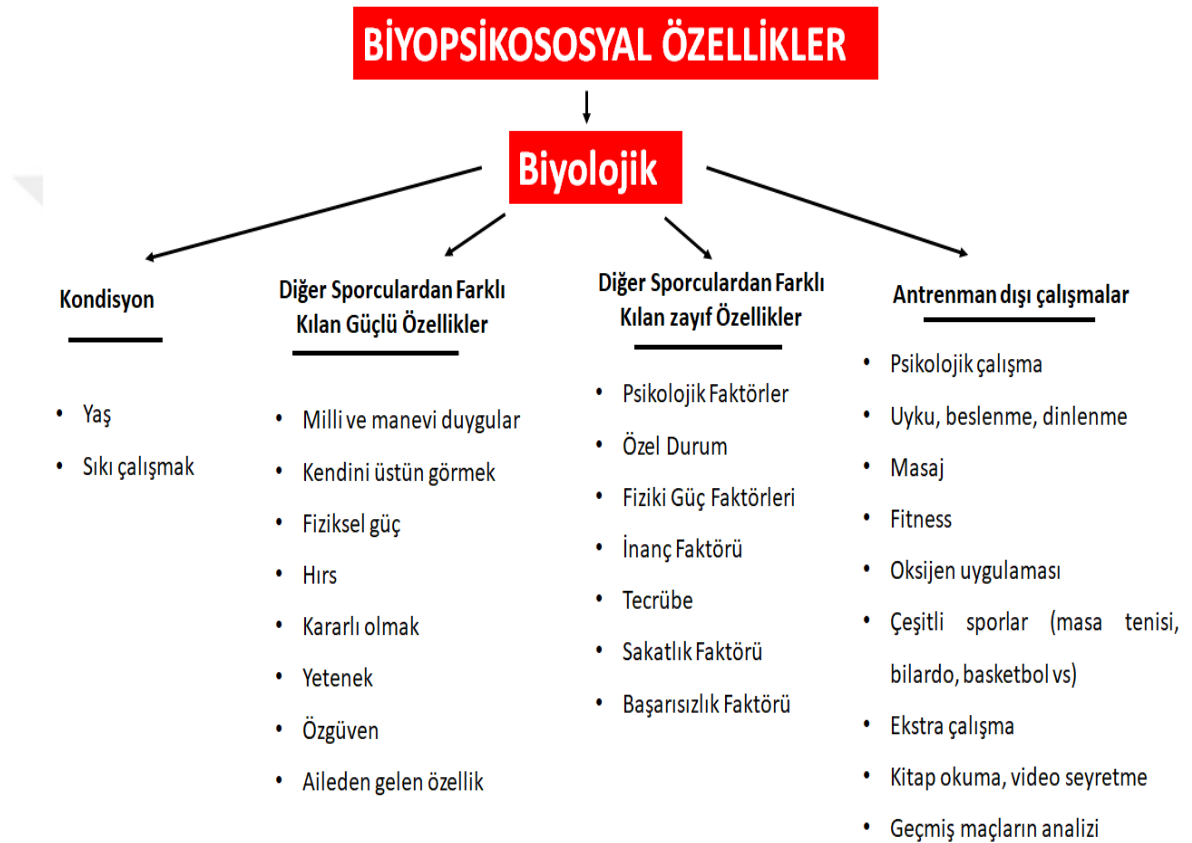 BİYOPSİKOSOSYAL ÖZELLİKLER
Biyolojik
Kondisyon
• Yaş
• Sıkı çalışmak
Diğer Sporculardan Farklı
Kılan Güçlü Özellikler
• Milli ve manevi duygular
• Kendini üstün görmek
• Fiziksel güç
• Hırs
• Kararlı olmak
• Yetenek
• Özgüven
• Aileden gelen özellik
Diğer Sporculardan Farklı
Kılan zayıf Özellikler
• Psikolojik Faktörler
• Özel Durum
• Fiziki Güç Faktörleri
• İnanç Faktörü
• Tecrübe
• Sakatlık Faktörü
• Başarısızlık Faktörü
Antrenman dışı çalışmalar
• Psikolojik çalışma
• Uyku, beslenme, dinlenme
• Masaj
• Fitness
• Oksijen uygulaması
• Çeşitli sporlar (masa tenisi,
bilardo, basketbol vs)
• Ekstra çalışma
• Kitap okuma, video seyretme
• Geçmiş maçların analizi